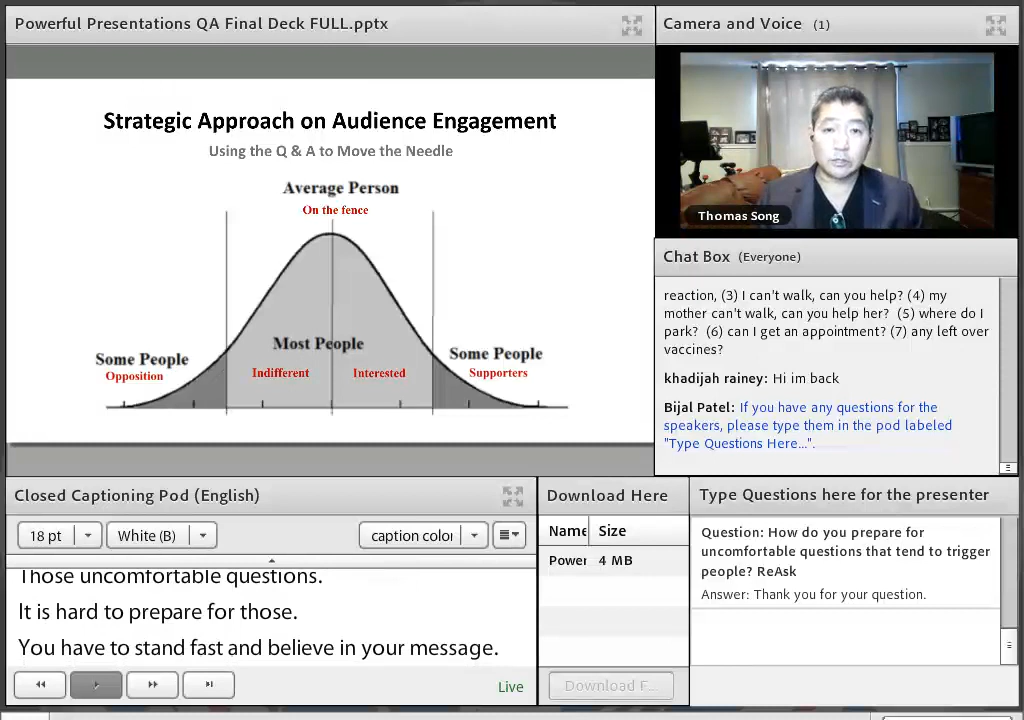 Powerful Presentations QA Final Deck FULL.pptx
Strategic Approach on Audience Engagement
Using the Q & A to Move the Needle
Average Person
On the fence
Most People
Some People
Opposition
Indifferent
Interested
Some People
Supporters
Camera and Voice (1)
Thomas Song
Chat Box (Everyone)
reaction, (3) I can't walk, can you help? (4) my
mother can't walk, can you help her? (5) where do I
park? (6) can I get an appointment? (7) any left over
vaccines?
khadijah rainey: Hi im back
Bijal Patel: If you have any questions for the
speakers, please type them in the pod labeled
"Type Questions Here...".
Closed Captioning Pod (English)
18 pt
White (B)
caption color
Those uncomfortable questions.
It is hard to prepare for those.
You have to stand fast and believe in your message.
Live
Download Here
Name Size
Power 4 MB
Download F...
Type Questions here for the presenter
Question: How do you prepare for
uncomfortable questions that tend to trigger
people? ReAsk
Answer: Thank you for your question.